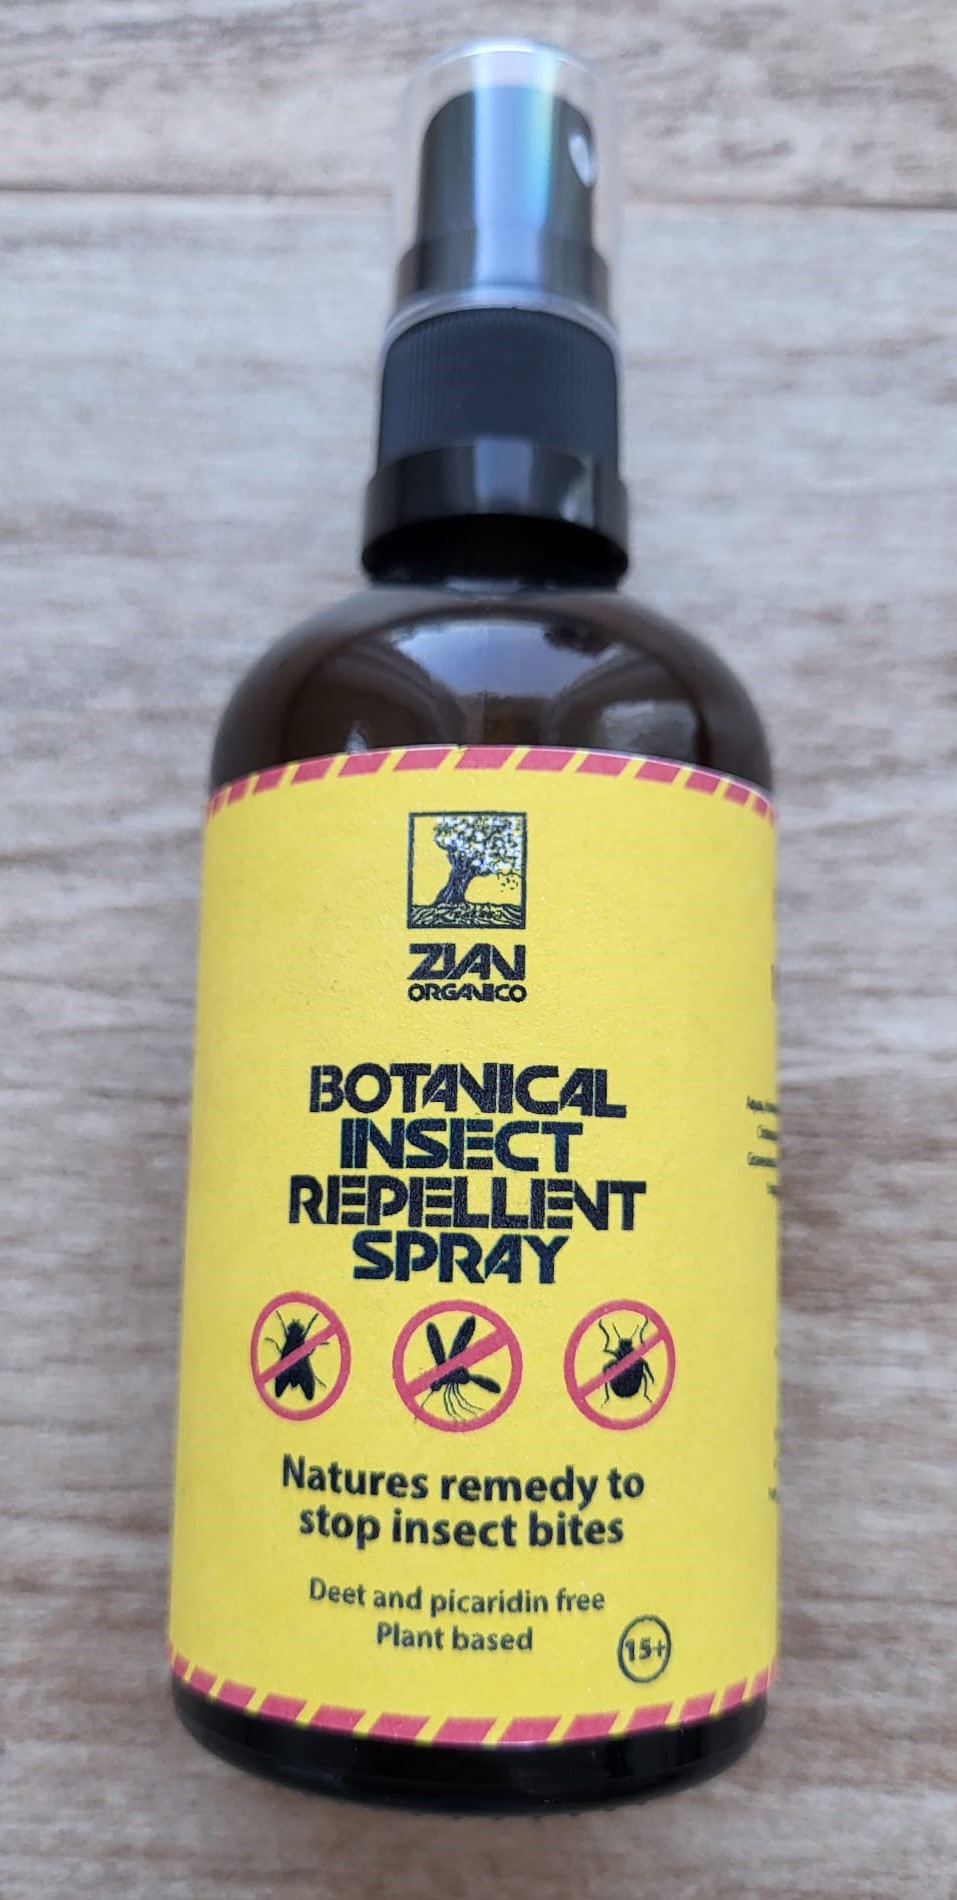 ZIAN
ORGANICO
BOTANICAL
INSECT
REPELLENT
SPRAY
Natures remedy to
stop insect bites
Deet and picaridin free
Plant based
15+